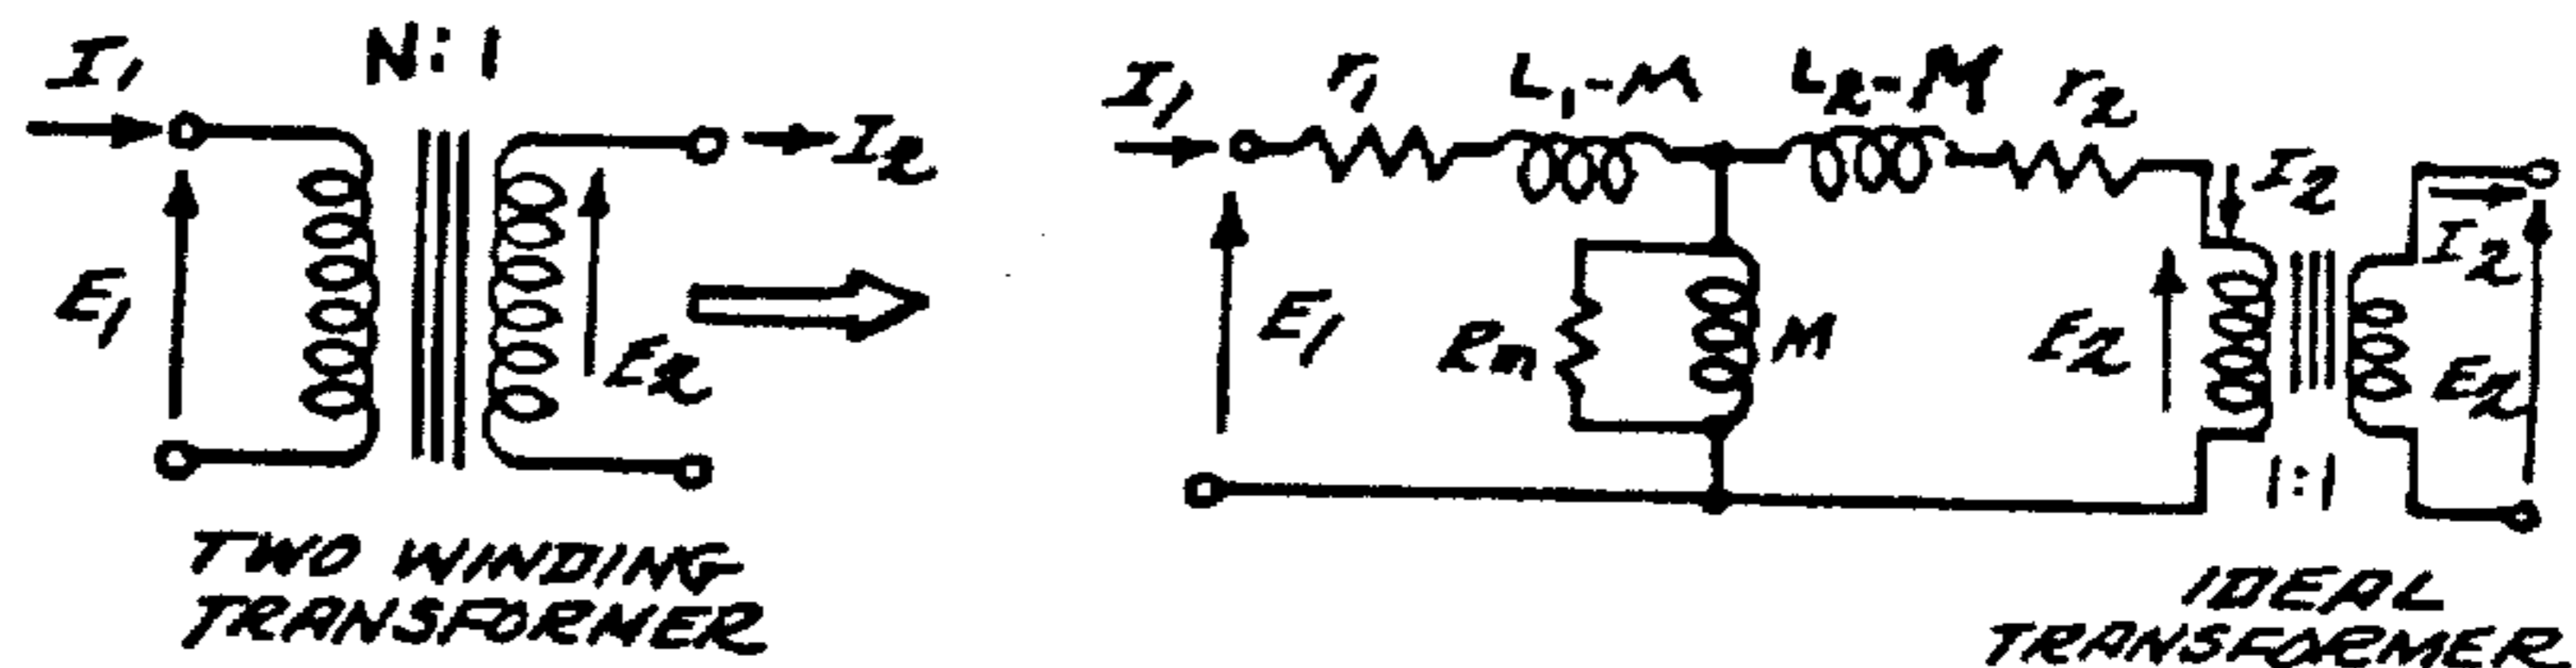 N:1
I1
I2
E1
E2
TWO WINDING
TRANSFORMER
I1
r1
L1-M
L2-M
r2
E1
Rm
M
I2
E2
I2
E2
1:1
IDEAL
TRANSFORMER